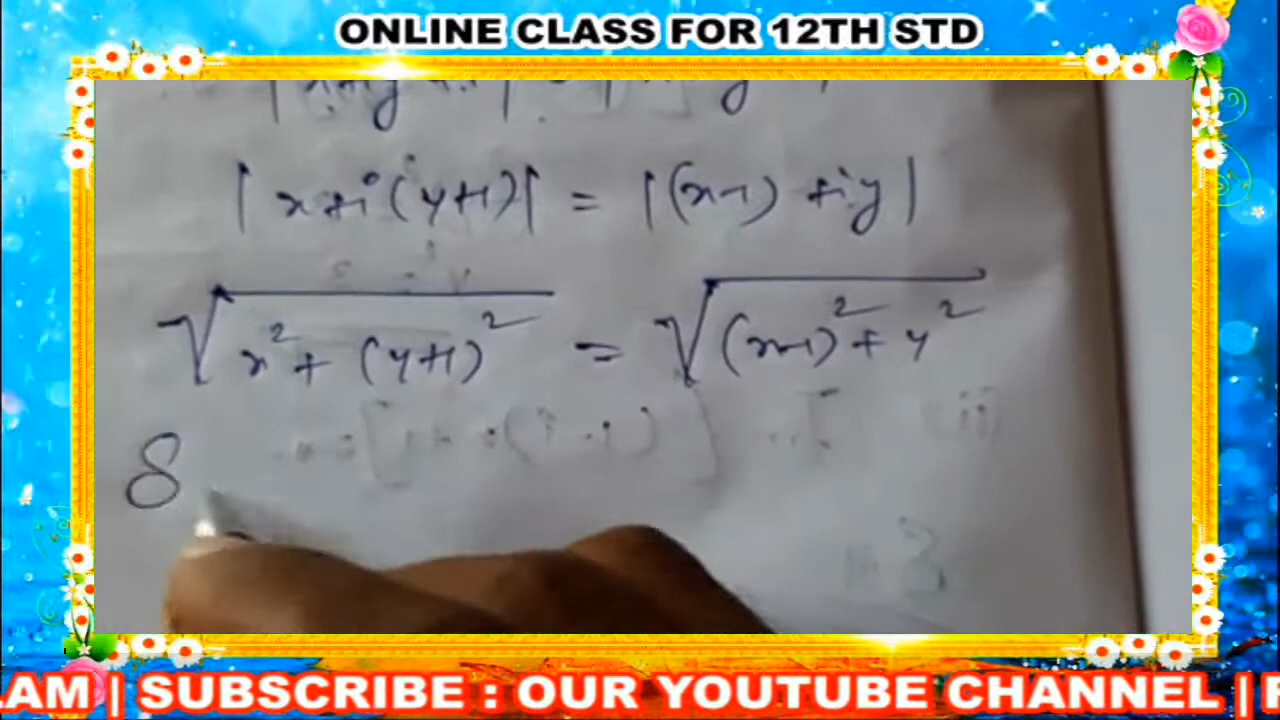 ONLINE CLASS FOR 12TH STD
| x+i(y+1)| = |(x-1) +iy|
√x²+ (y+1)² = √(x-1)²+ y²
8
AM | SUBSCRIBE : OUR YOUTUBE CHANNEL |